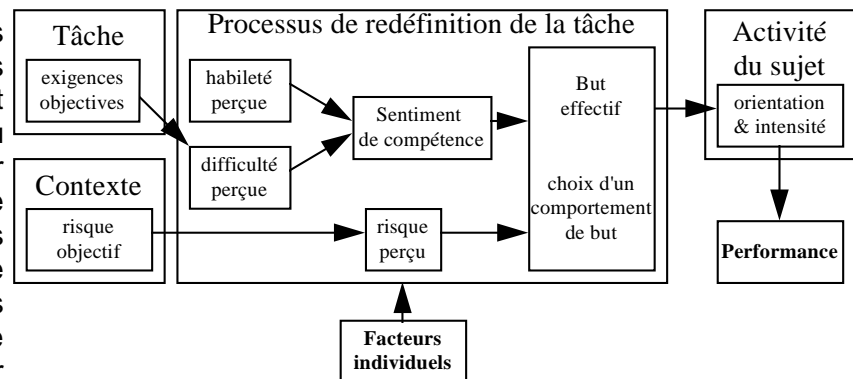 Tâche
exigences
objectives
Contexte
risque
objectif
Processus de redéfinition de la tâche
habileté
perçue
difficulté
perçue
Sentiment
de compétence
risque
perçu
But
effectif
choix d'un
comportement
de but
Activité
du sujet
orientation
& intensité
Performance
Facteurs
individuels